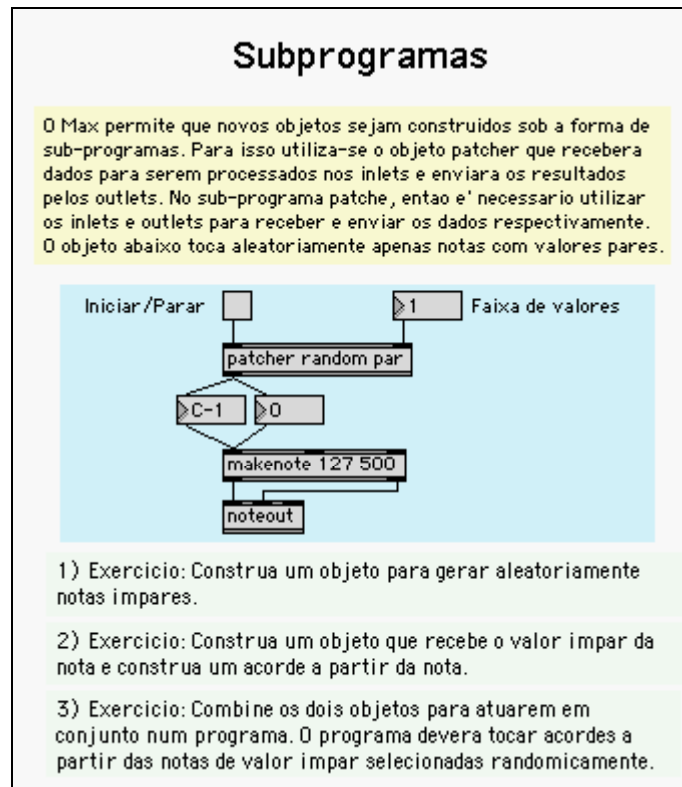 Subprogramas
O Max permite que novos objetos sejam construidos sob a forma de
sub-programas. Para isso utiliza-se o objeto patcher que recebera
dados para serem processados nos inlets e enviara os resultados
pelos outlets. No sub-programa patche, entao e' necessario utilizar
os inlets e outlets para receber e enviar os dados respectivamente.
O objeto abaixo toca aleatoriamente apenas notas com valores pares.
Iniciar/Parar 1 Faixa de valores
patcher random par
C-1 0
makenote 127 500
noteout
1) Exercicio: Construa um objeto para gerar aleatoriamente
notas impares.
2) Exercicio: Construa um objeto que recebe o valor impar da
nota e construa um acorde a partir da nota.
3) Exercicio: Combine os dois objetos para atuarem em
conjunto num programa. O programa devera tocar acordes a
partir das notas de valor impar selecionadas randomicamente.